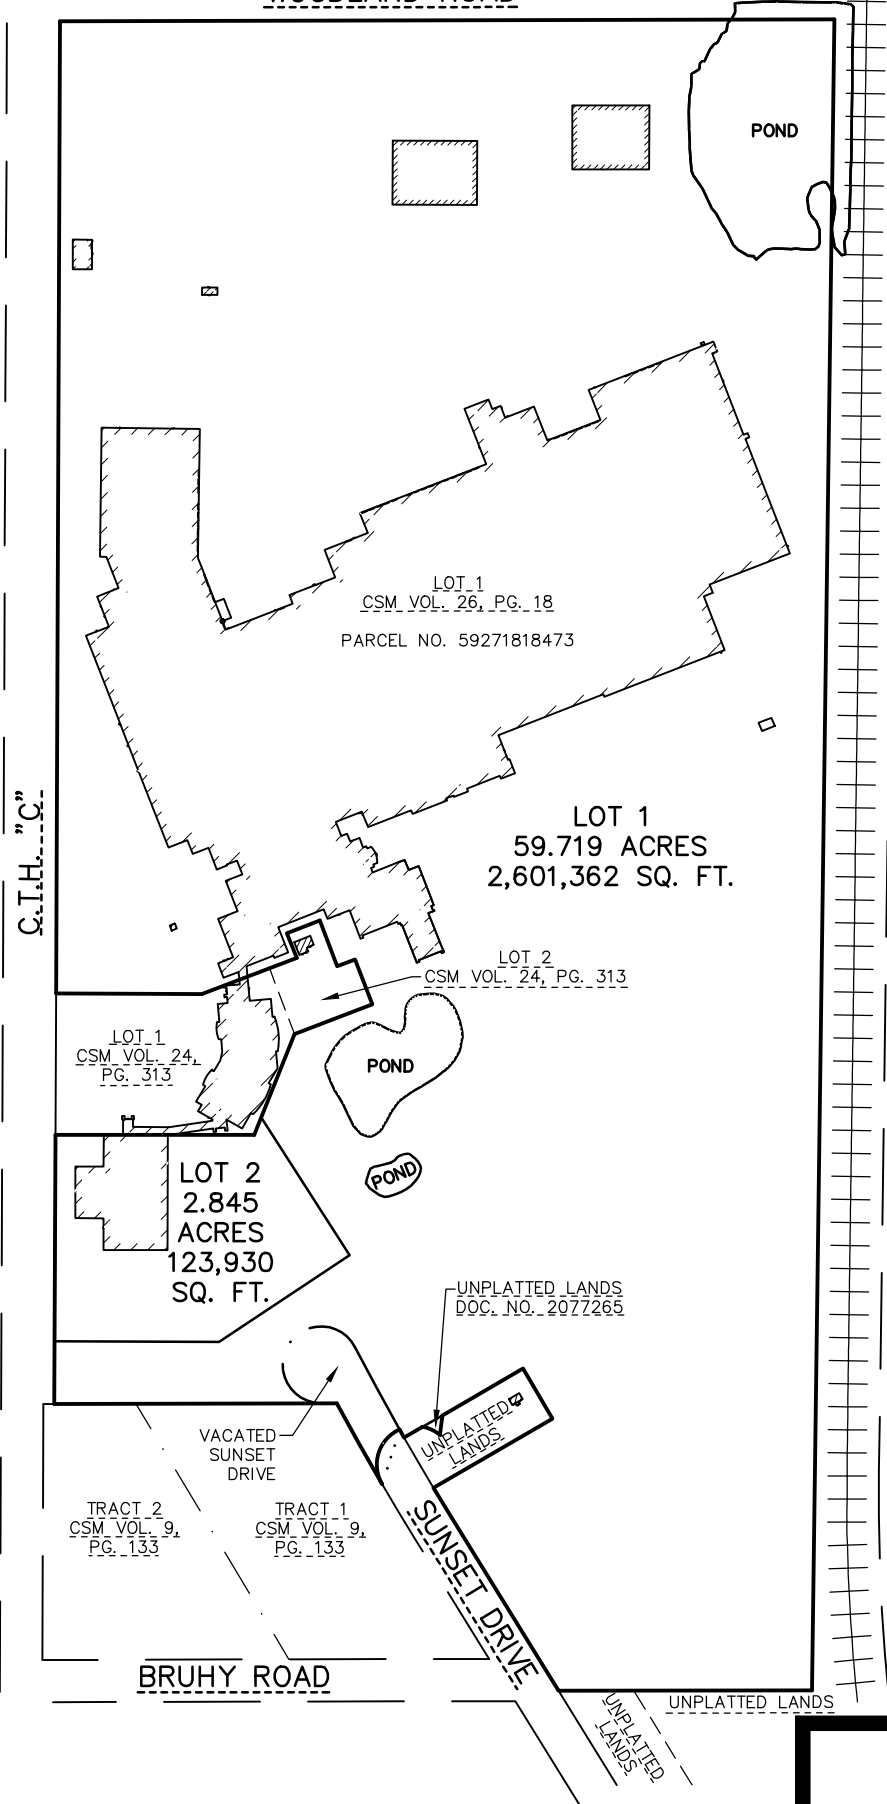 WOODLAND ROAD
POND
LOT 1
CSM VOL. 26, PG. 18
PARCEL NO. 59271818473
C.T.H. "C"
LOT 1
59.719 ACRES
2,601,362 SQ. FT.
LOT 2
CSM VOL. 24, PG. 313
LOT 1
CSM VOL. 24,
PG. 313
POND
POND
LOT 2
2.845
ACRES
123,930
SQ. FT.
UNPLATTED LANDS
DOC. NO. 2077265
UNPLATTED
LANDS
VACATED
SUNSET
DRIVE
TRACT 2
CSM VOL. 9,
PG. 133
TRACT 1
CSM VOL. 9,
PG. 133
SUNSET DRIVE
BRUHY ROAD
UNPLATTED LANDS
UNPLATTED
LANDS